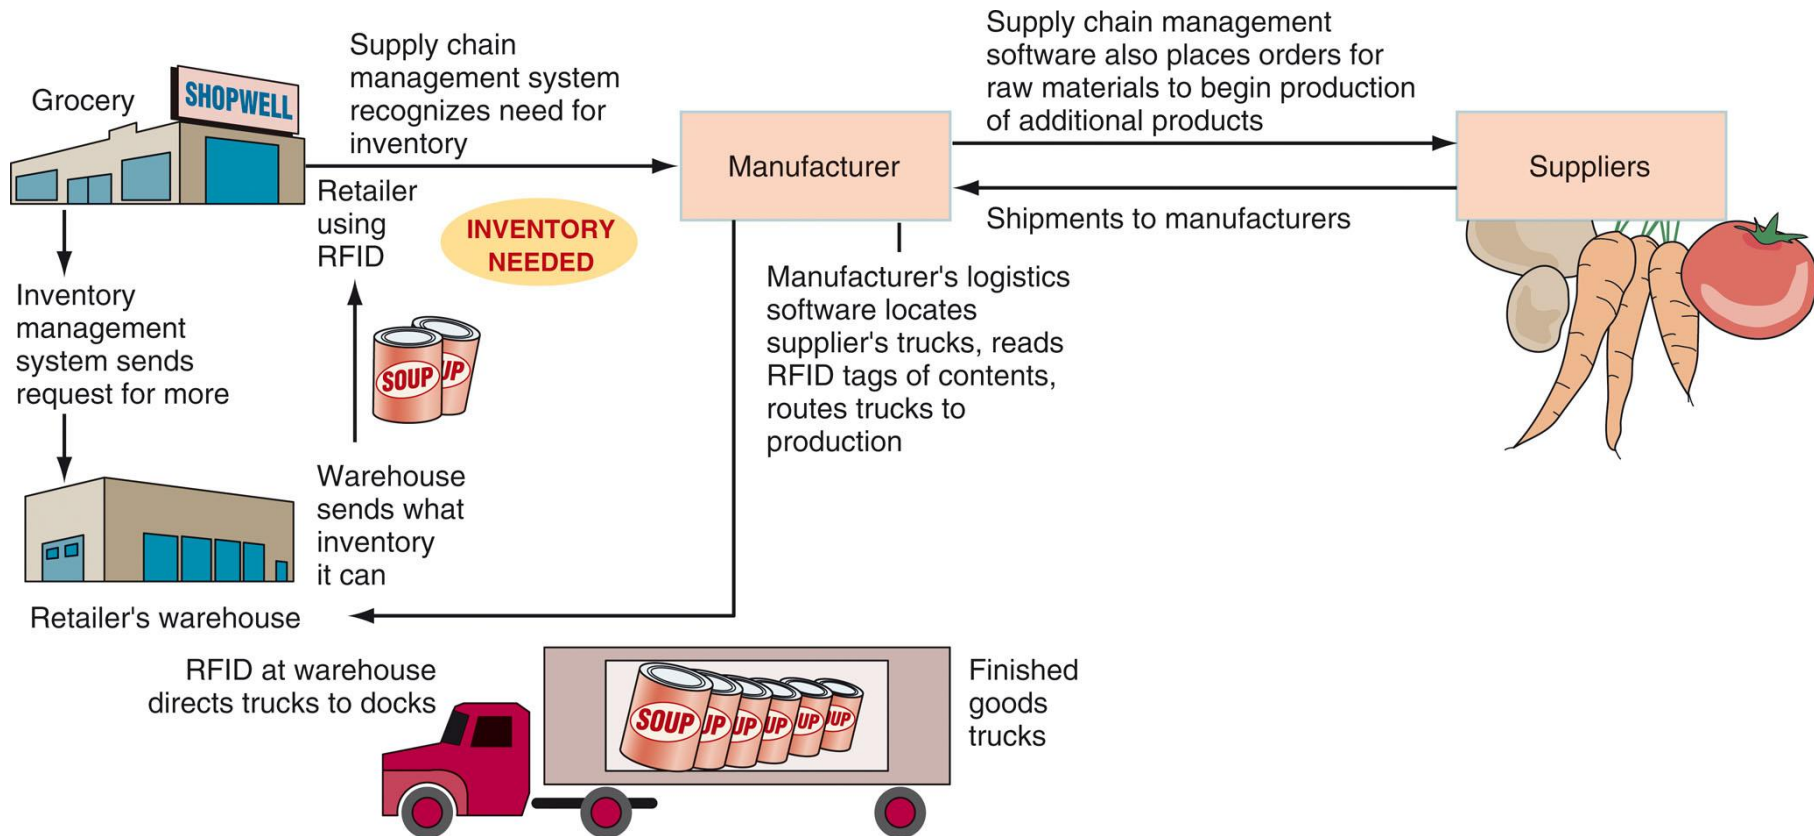 Grocery
SHOPWELL
Supply chain
management system
recognizes need for
inventory
Retailer
using
RFID
INVENTORY
NEEDED
Manufacturer
Supply chain management
software also places orders for
raw materials to begin production
of additional products
Suppliers
Shipments to manufacturers
Manufacturer's logistics
software locates
supplier's trucks, reads
RFID tags of contents,
routes trucks to
production
Inventory
management
system sends
request for more
SOUP
UP
Warehouse
sends what
inventory
it can
Retailer's warehouse
RFID at warehouse
directs trucks to docks
SOUP
UP
UP
UP
UP
OUP
Finished
goods
trucks